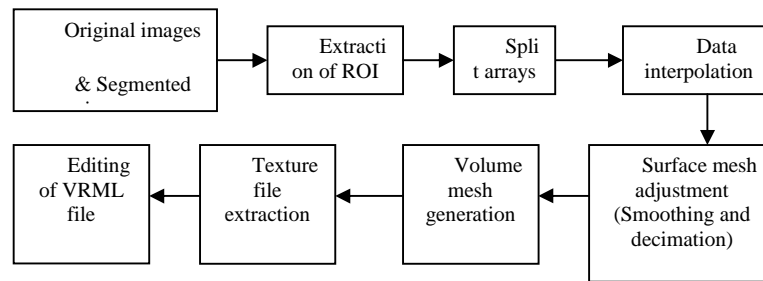 Original images
& Segmented
Extracti
on of ROI
Spli
t arrays
Data
interpolation
Surface mesh
adjustment
(Smoothing and
decimation)
Volume
mesh
generation
Texture
file
extraction
Editing
of VRML
file